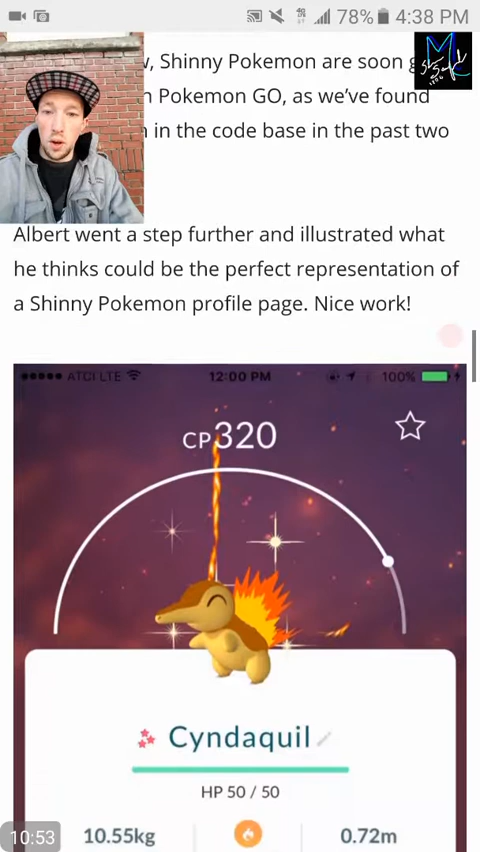 78% 4:38 PM
, Shinny Pokemon are soon
Pokemon GO, as we've found
in the code base in the past two
Albert went a step further and illustrated what
he thinks could be the perfect representation of
a Shinny Pokemon profile page. Nice work!
ATCI LTE 12:00 PM 100%
CP320
Cyndaquil
HP 50 / 50
10:53 10.55kg 0.72m